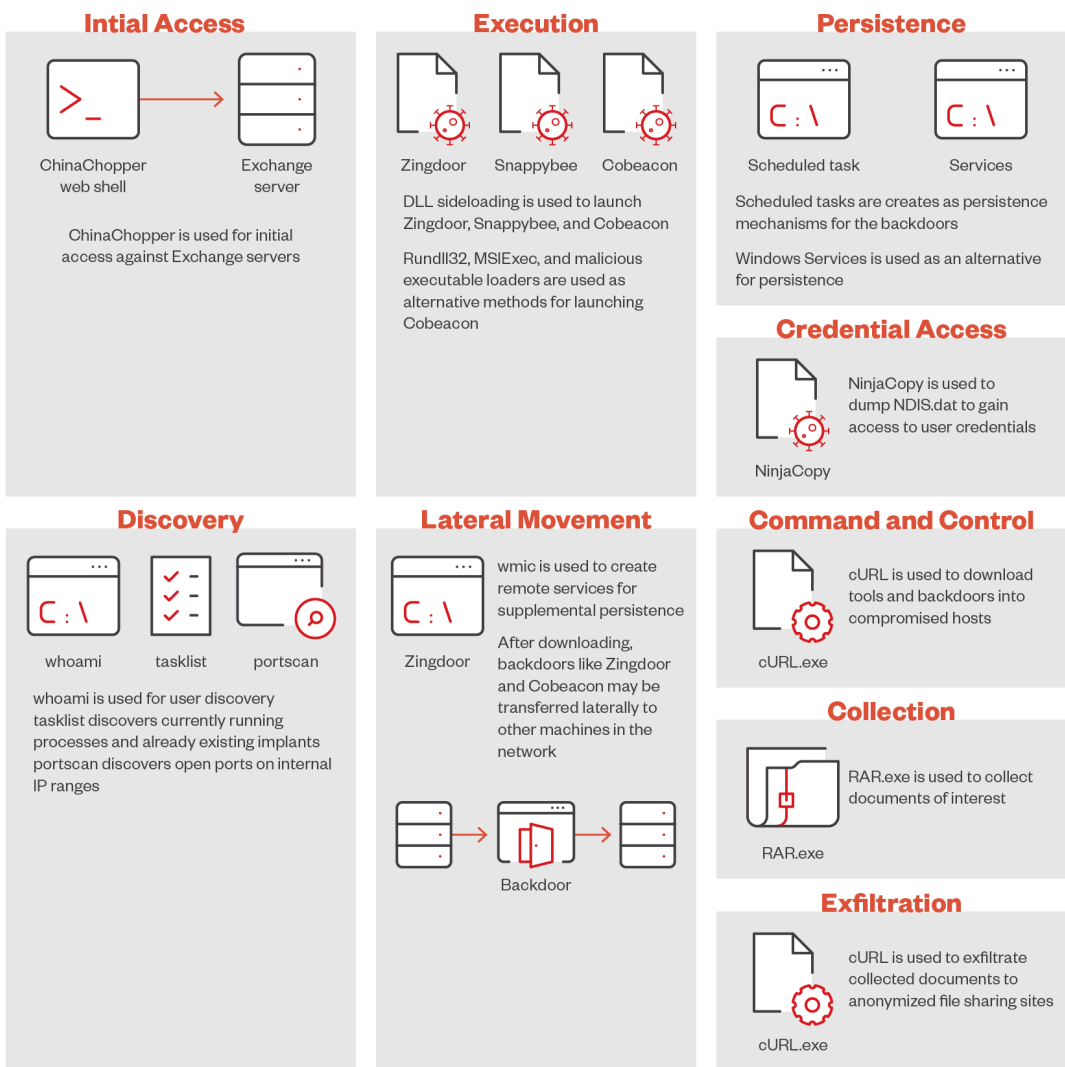 Intial Access
>_
ChinaChopper
web shell
Exchange
server
ChinaChopper is used for initial
access against Exchange servers
Execution
Zingdoor
Snappybee
Cobeacon
DLL sideloading is used to launch
Zingdoor, Snappybee, and Cobeacon
Rundll32, MSIExec, and malicious
executable loaders are used as
alternative methods for launching
Cobeacon
Persistence
C:\
C:\
Scheduled task
Services
Scheduled tasks are creates as persistence
mechanisms for the backdoors
Windows Services is used as an alternative
for persistence
Credential Access
NinjaCopy is used to
dump NDIS.dat to gain
access to user credentials
NinjaCopy
Discovery
C:\
whoami
tasklist
portscan
whoami is used for user discovery
tasklist discovers currently running
processes and already existing implants
portscan discovers open ports on internal
IP ranges
Lateral Movement
C:\
Zingdoor
wmic is used to create
remote services for
supplemental persistence
After downloading,
backdoors like Zingdoor
and Cobeacon may be
transferred laterally to
other machines in the
network
Backdoor
Command and Control
cURL is used to download
tools and backdoors into
compromised hosts
cURL.exe
Collection
RAR.exe is used to collect
documents of interest
RAR.exe
Exfiltration
cURL is used to exfiltrate
collected documents to
anonymized file sharing sites
cURL.exe